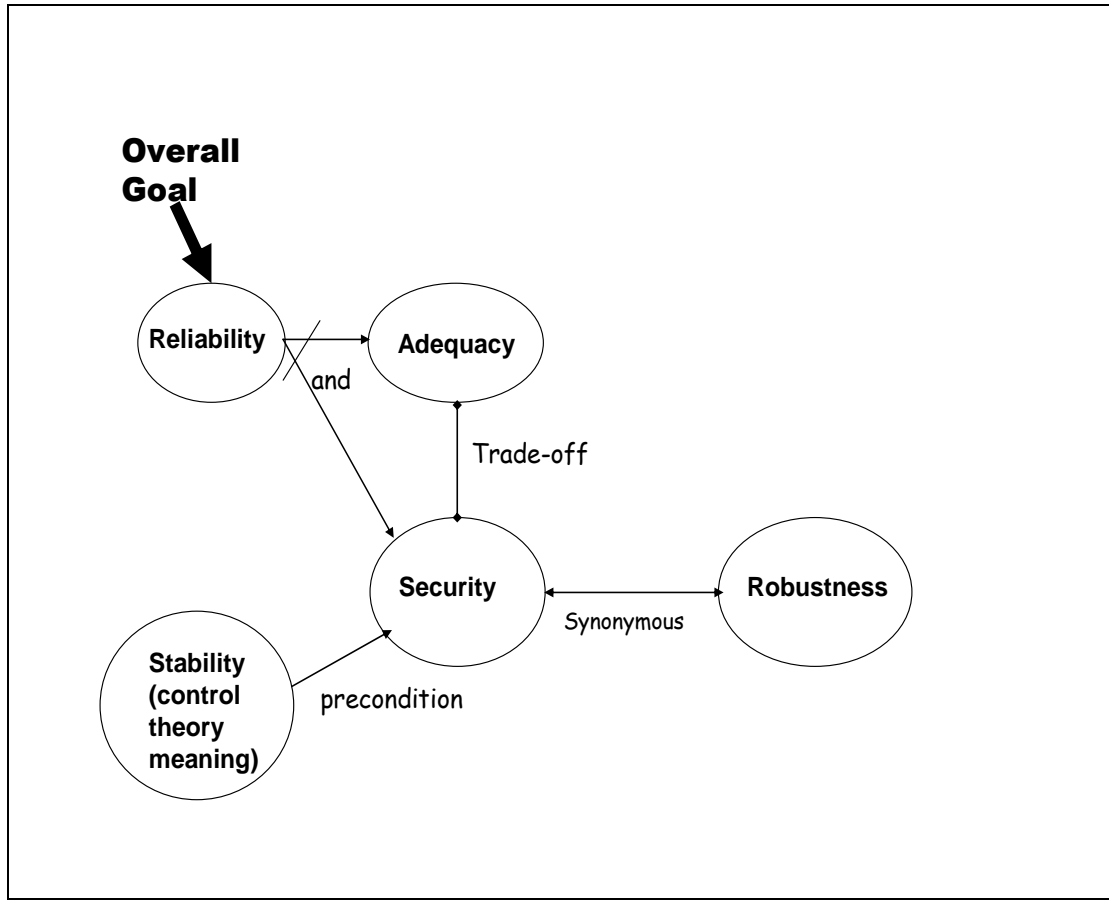 Overall
Goal
Reliability
Adequacy
and
Trade-off
Security
Robustness
Synonymous
Stability
(control
theory
meaning)
precondition